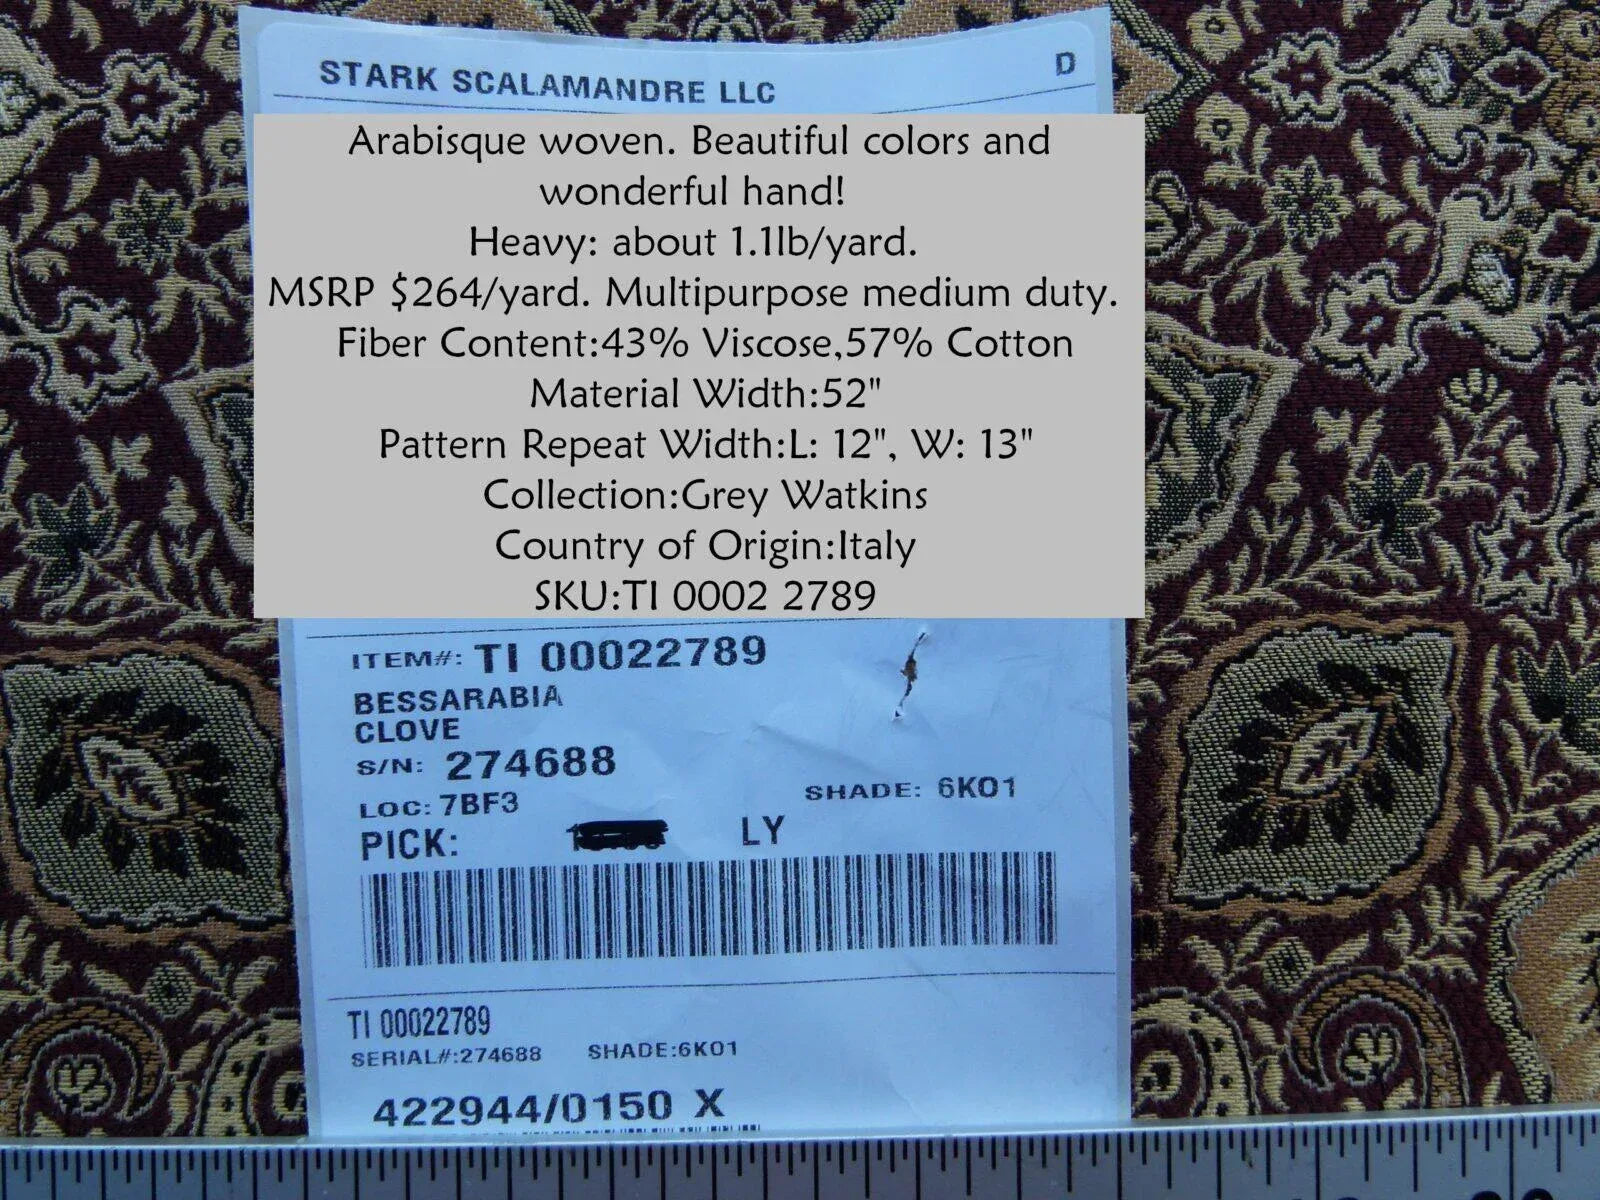 STARK SCALAMANDRE LLC D
Arabisque woven. Beautiful colors and
wonderful hand!
Heavy: about 1.1lb/yard.
MSRP $264/yard. Multipurpose medium duty.
Fiber Content:43% Viscose,57% Cotton
Material Width:52"
Pattern Repeat Width:L: 12", W: 13"
Collection:Grey Watkins
Country of Origin:Italy
SKU:TI 0002 2789
ITEM#: TI 00022789
BESSARABIA
CLOVE
S/N: 274688
LOC: 7BF3 SHADE: 6K01
PICK: LY
TI 00022789
SERIAL#:274688 SHADE:6K01
422944/0150 X